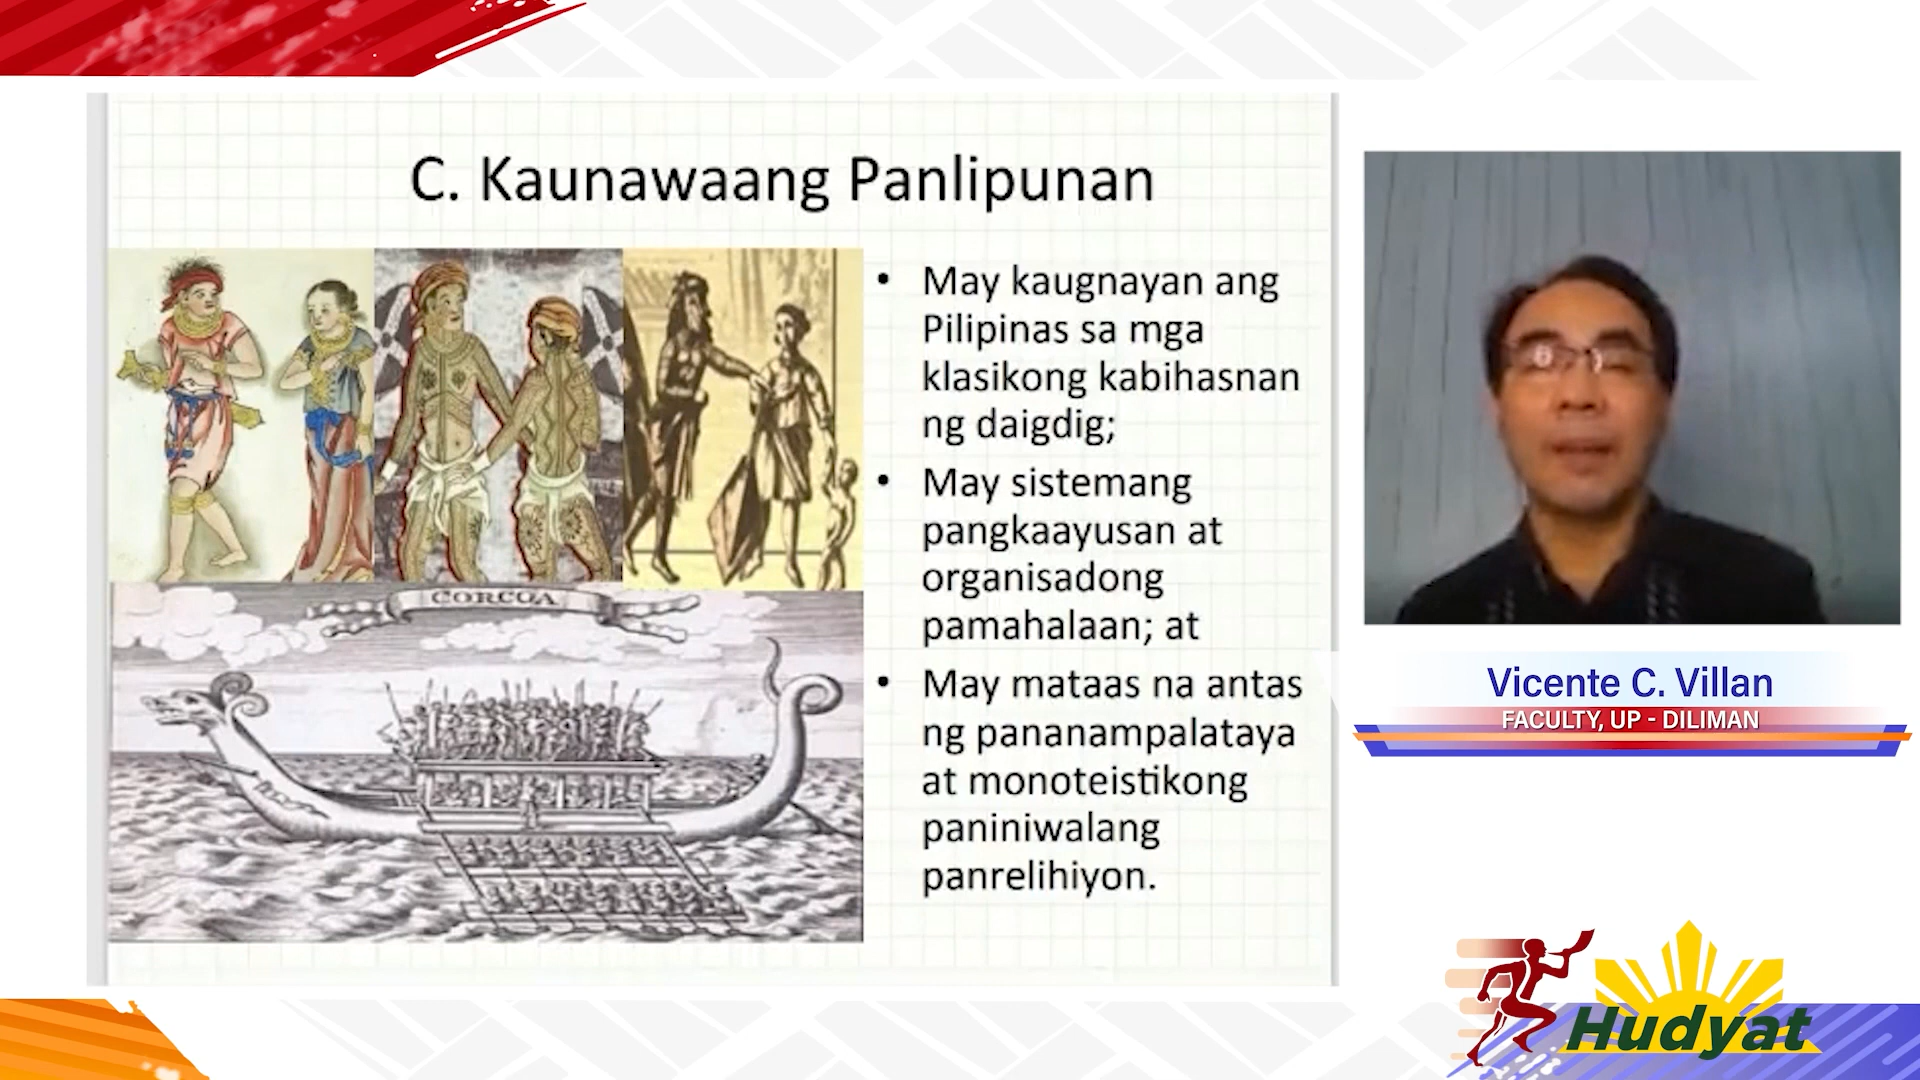 C. Kaunawaang Panlipunan
CORCOA
• May kaugnayan ang
Pilipinas sa mga
klasikong kabihasnan
ng daigdig;
• May sistemang
pangkaayusan at
organisadong
pamahalaan; at
• May mataas na antas
ng pananampalataya
at monoteistikong
paniniwalang
panrelihiyon.
Vicente C. Villan
FACULTY, UP - DILIMAN
Hudyat